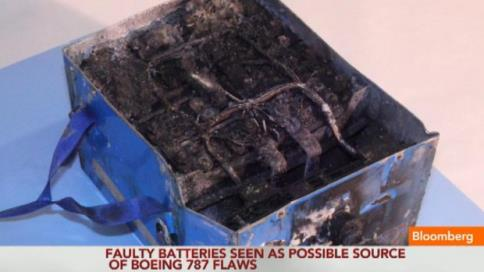 Bloomberg
FAULTY BATTERIES SEEN AS POSSIBLE SOURCE
OF BOEING 787 FLAWS